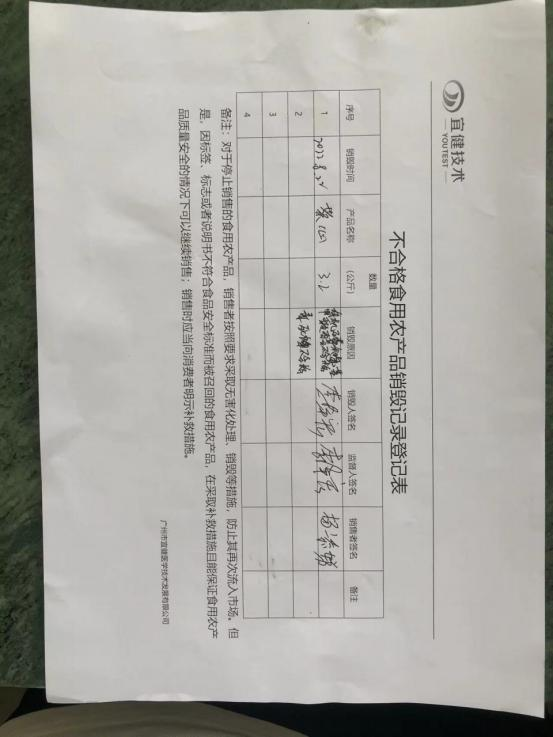 宜健技术
YOUTEST
不合格食用农产品销毁记录登记表
序号 销毁时间 产品名称 数量（公斤） 销毁原因 销毁人签名 监督人签名 销售者签名 备注
1 2022.8.24 3.2
2
3
4
备注：对于停止销售的食用农产品，销售者按照要求采取无害化处理、销毁等措施，防止其再次流入市场。但
是，因标签、标志或者说明书不符合食品安全标准而被召回的食用农产品，在采取补救措施且能保证食用农产
品质量安全的情况下可以继续销售；销售时应当向消费者明示补救措施。
广州市宜健医学技术发展有限公司